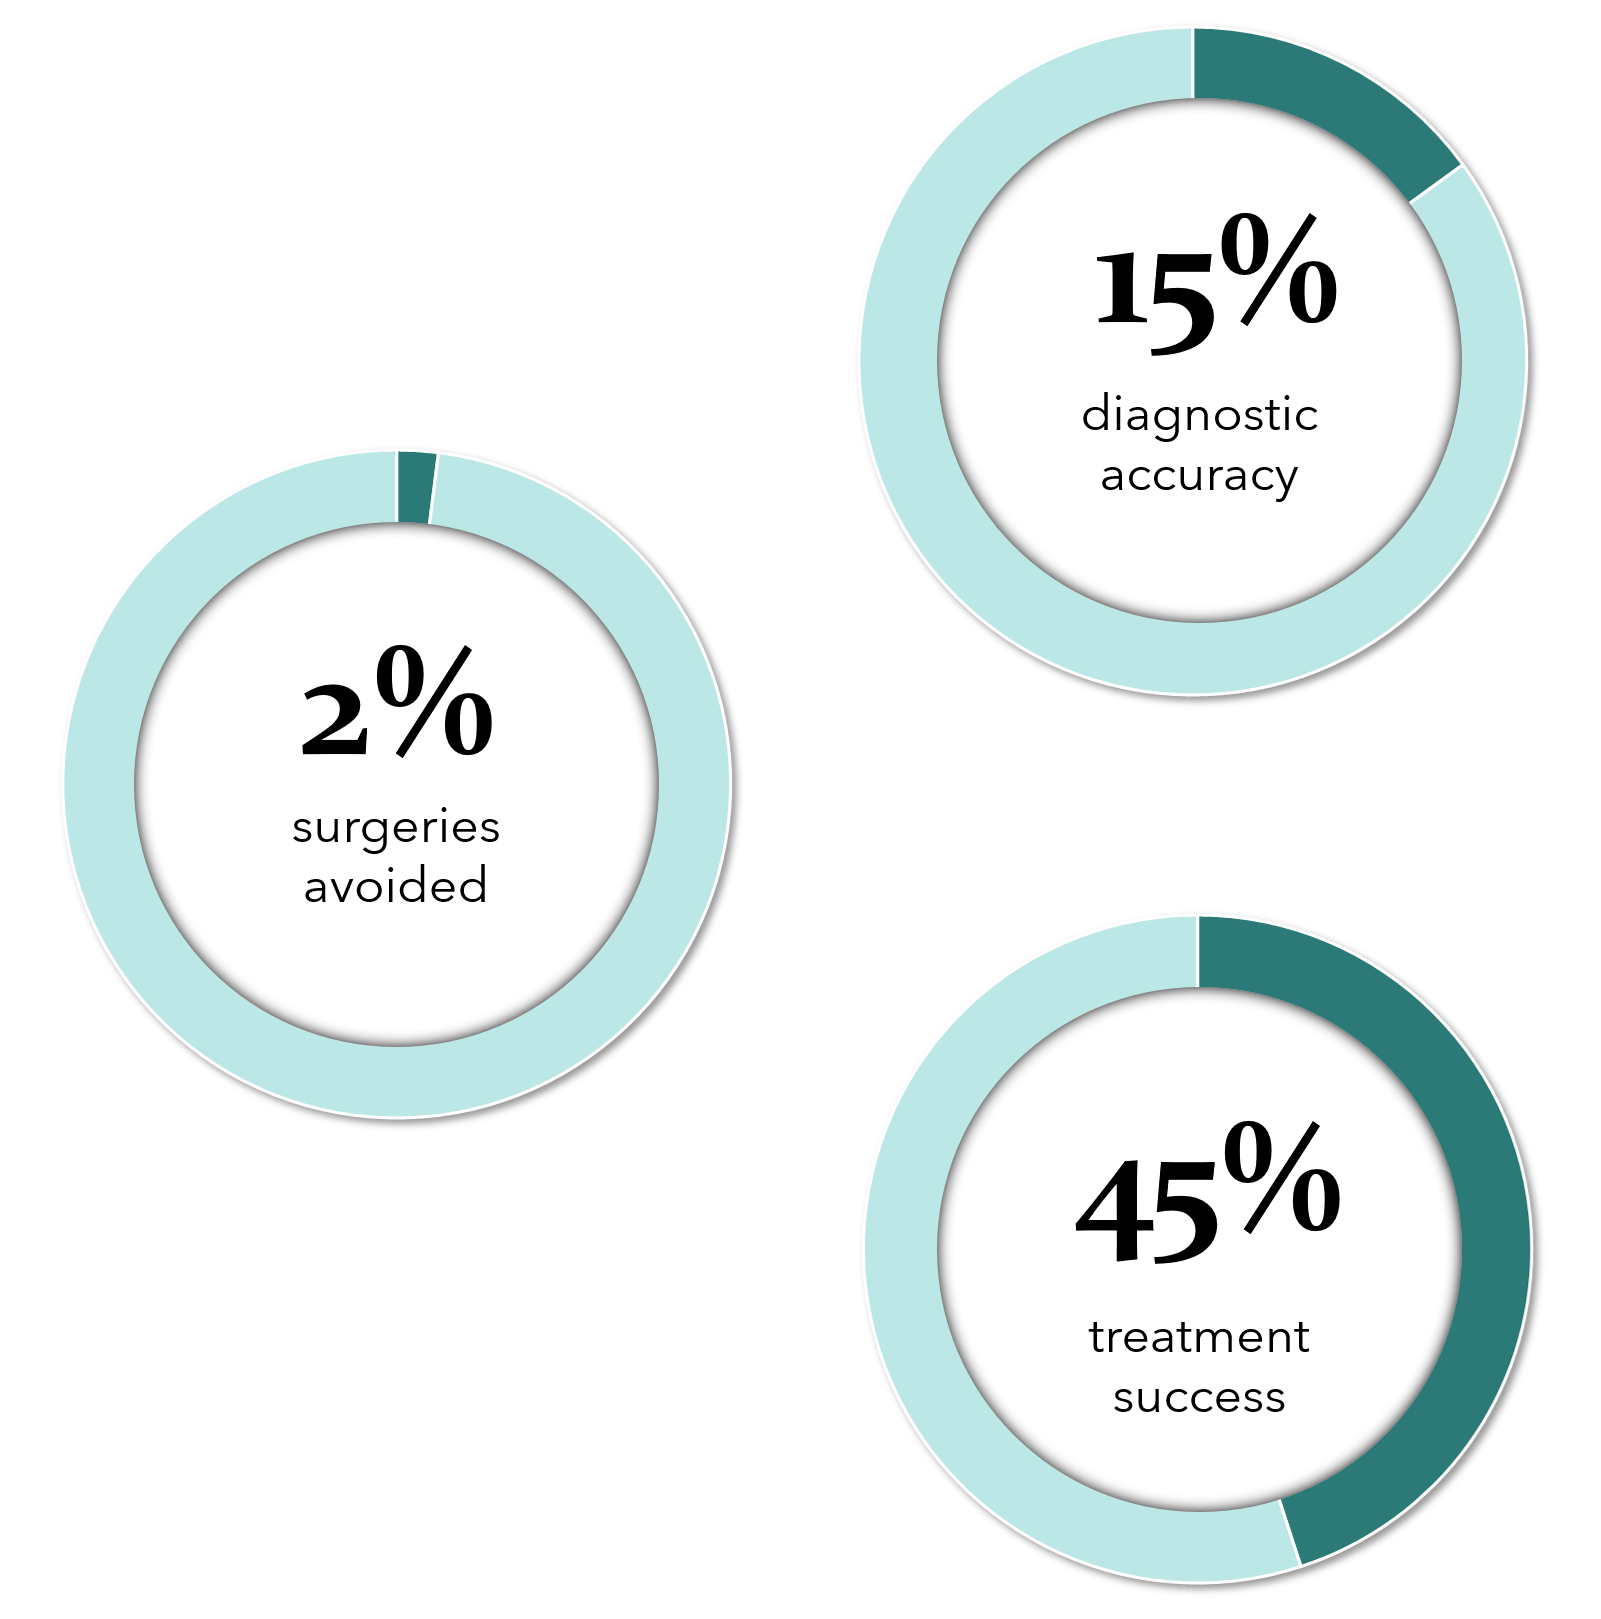 15%
diagnostic
accuracy
2%
surgeries
avoided
45%
treatment
success